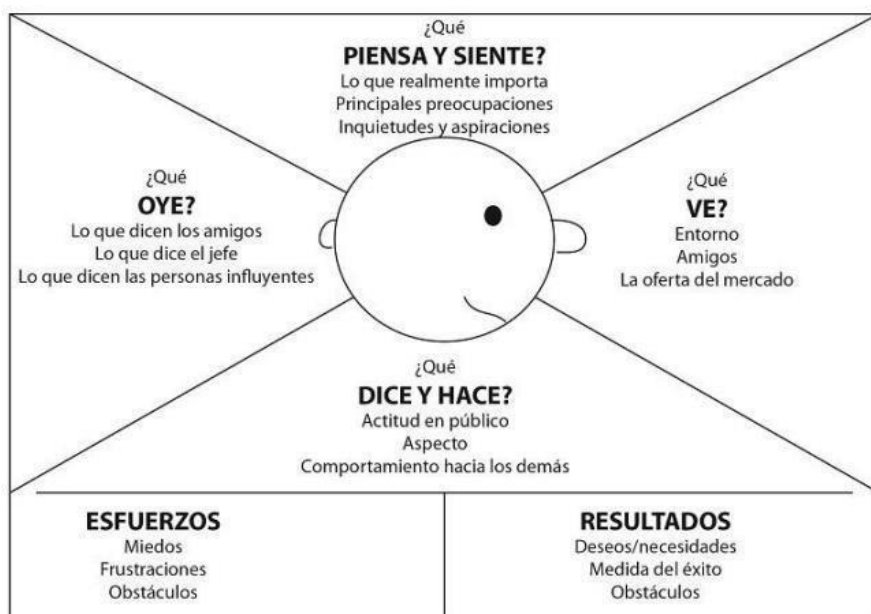 ¿Qué
PIENSA Y SIENTE?
Lo que realmente importa
Principales preocupaciones
Inquietudes y aspiraciones
¿Qué
OYE?
Lo que dicen los amigos
Lo que dice el jefe
Lo que dicen las personas influyentes
¿Qué
VE?
Entorno
Amigos
La oferta del mercado
¿Qué
DICE Y HACE?
Actitud en público
Aspecto
Comportamiento hacia los demás
ESFUERZOS
Miedos
Frustraciones
Obstáculos
RESULTADOS
Deseos/necesidades
Medida del éxito
Obstáculos